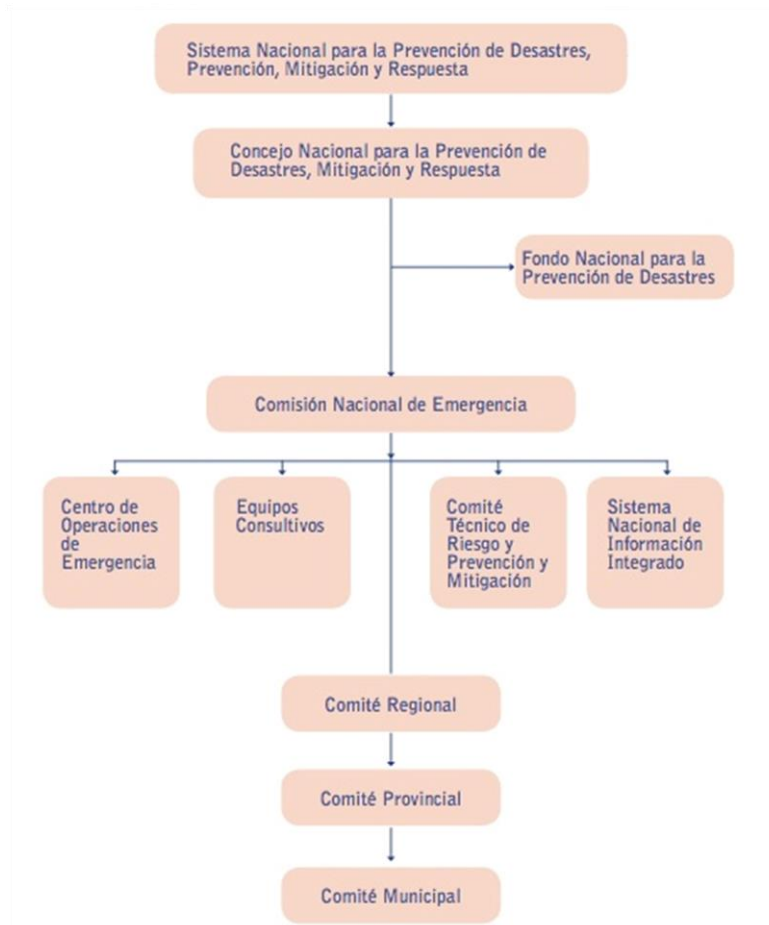 Sistema Nacional para la Prevención de Desastres,
Prevención, Mitigación y Respuesta
Concejo Nacional para la Prevención de
Desastres, Mitigación y Respuesta
Fondo Nacional para la
Prevención de Desastres
Comisión Nacional de Emergencia
Centro de
Operaciones
de
Emergencia
Equipos
Consultivos
Comité
Técnico de
Riesgo y
Prevención y
Mitigación
Sistema
Nacional de
Información
Integrado
Comité Regional
Comité Provincial
Comité Municipal